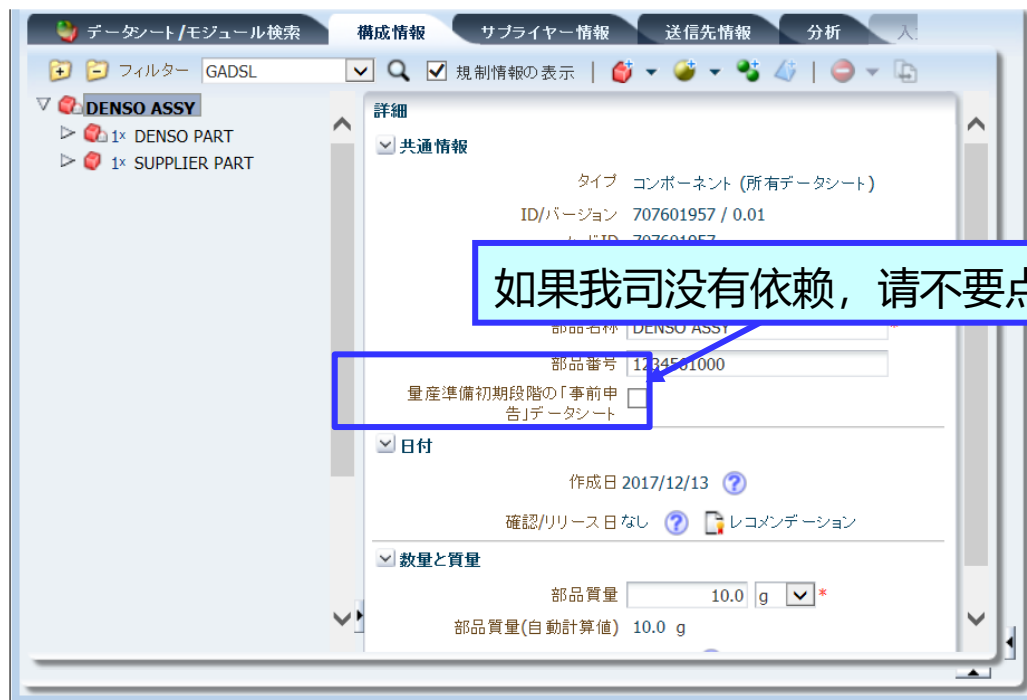 データシート/モジュール検索 構成情報 サプライヤー情報 送信先情報 分析
フィルター GADSL 規制情報の表示
DENSO ASSY
1x DENSO PART
1x SUPPLIER PART
詳細
共通情報
タイプ コンポーネント (所有データシート)
ID/バージョン 707601957 / 0.01
如果我司没有依赖，请不要
部品名称 DENSO ASSY *
部品番号 1234561000
量産準備初期段階の「事前申
告」データシート
日付
作成日 2017/12/13
確認/リリース日 なし レコメンデーション
数量と質量
部品質量 10.0 g *
部品質量(自動計算値) 10.0 g